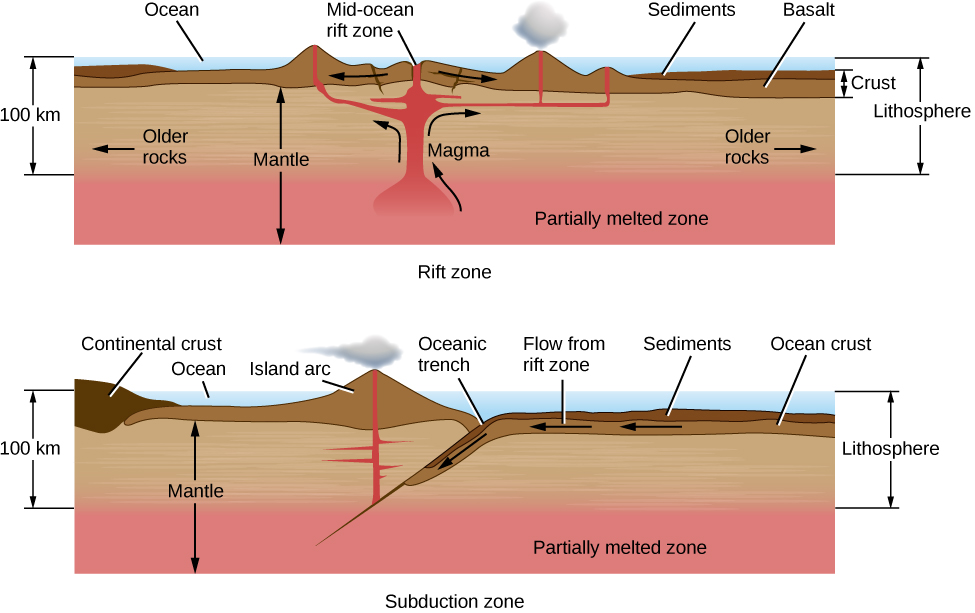 Ocean
Mid-ocean
rift zone
Sediments
Basalt
Crust
100 km
Lithosphere
Older
rocks
Mantle
Magma
Older
rocks
Partially melted zone
Rift zone
Continental crust
Ocean
Island arc
Oceanic
trench
Flow from
rift zone
Sediments
Ocean crust
100 km
Lithosphere
Mantle
Partially melted zone
Subduction zone